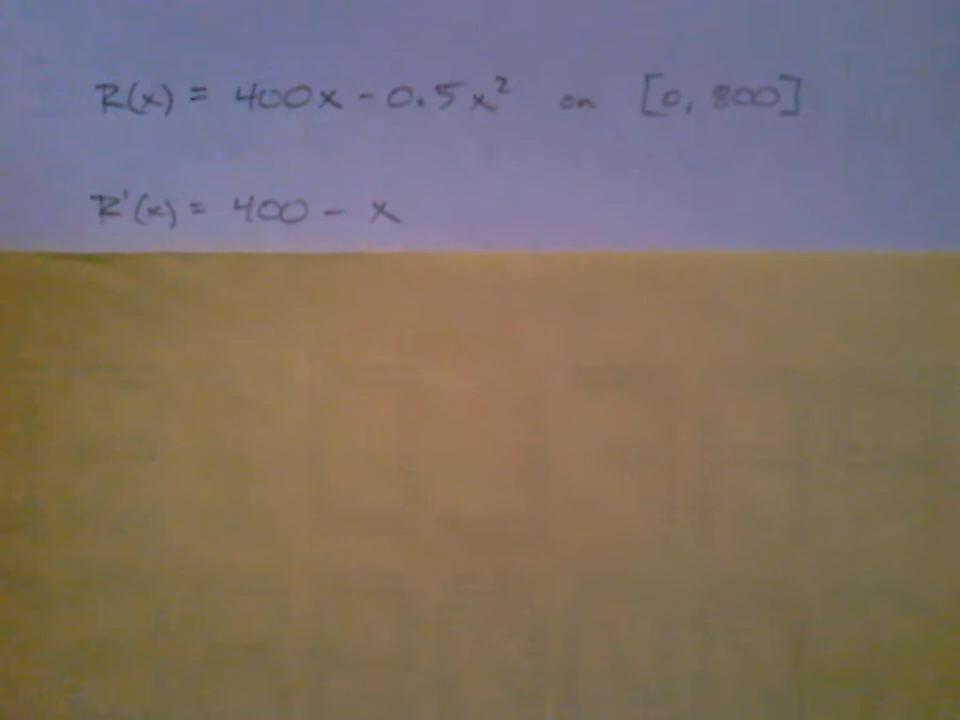 R(x) = 400x - 0.5x² on [0, 800]
R'(x) = 400 - x